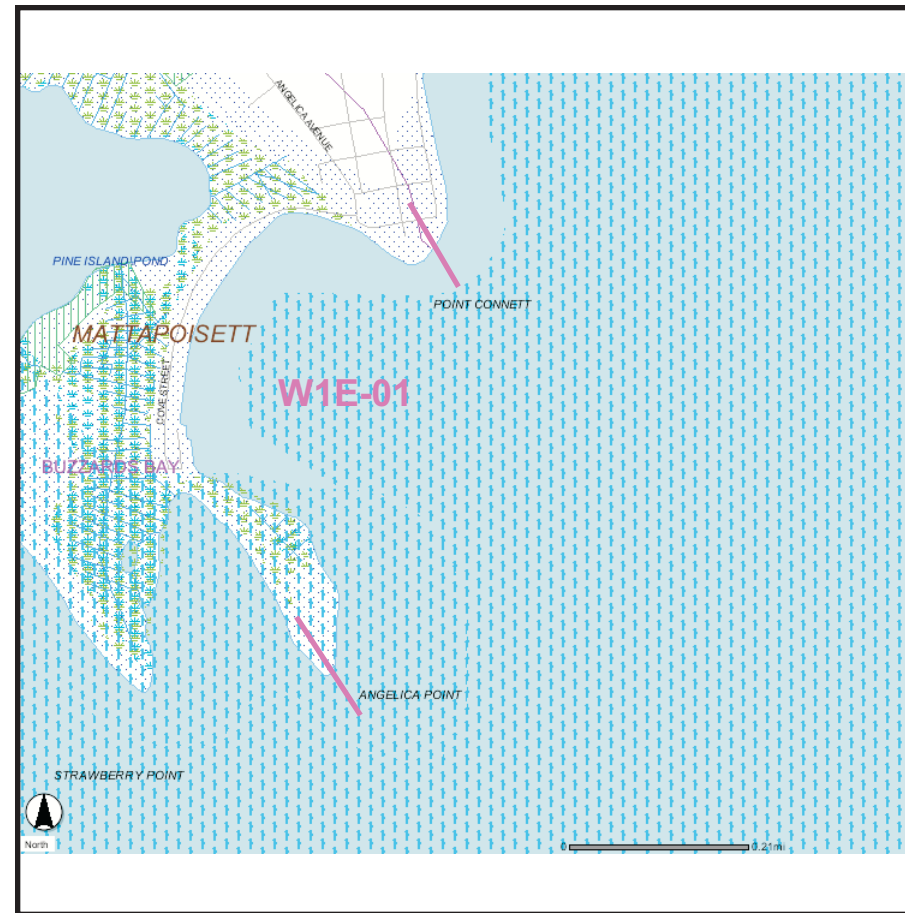 ANGELICA AVENUE
PINE ISLAND POND
POINT CONNETT
MATTAPOISETT
COVE STREET
W1E-01
BUZZARDS BAY
ANGELICA POINT
STRAWBERRY POINT
North
0 0.21mi